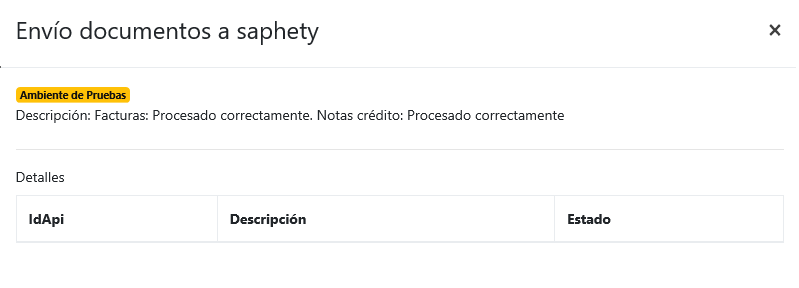 Envío documentos a saphety
×
Ambiente de Pruebas
Descripción: Facturas: Procesado correctamente. Notas crédito: Procesado correctamente
Detalles
IdApi Descripción Estado